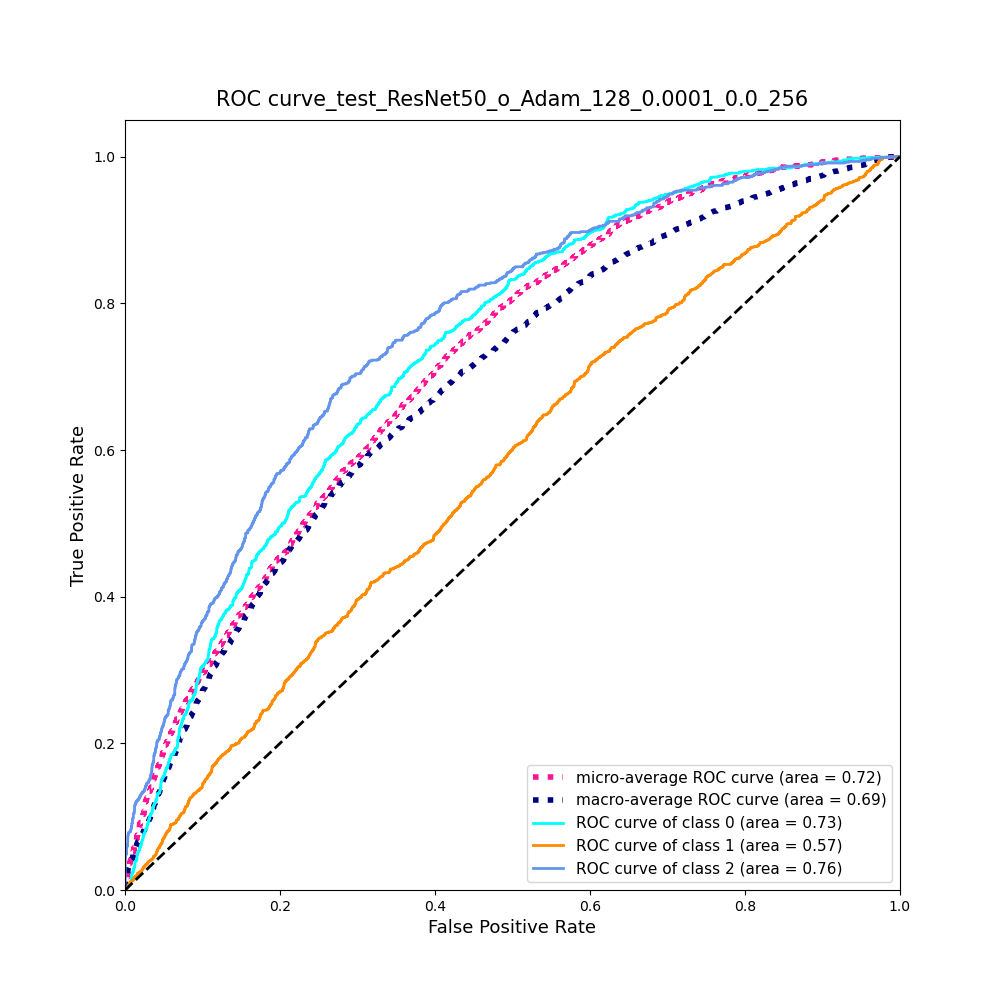 ROC curve_test_ResNet50_o_Adam_128_0.0001_0.0_256
True Positive Rate
1.0
0.8
0.6
0.4
0.2
0.0
micro-average ROC curve (area = 0.72)
macro-average ROC curve (area = 0.69)
ROC curve of class 0 (area = 0.73)
ROC curve of class 1 (area = 0.57)
ROC curve of class 2 (area = 0.76)
0.0 0.2 0.4 0.6 0.8 1.0
False Positive Rate